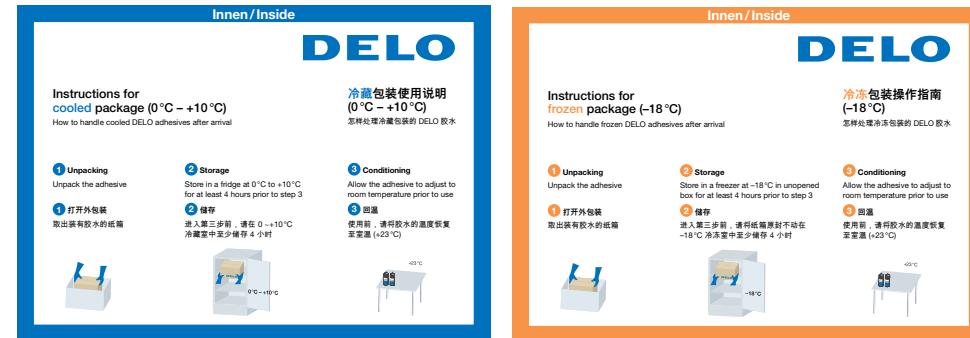 Innen/Inside
DELO
Instructions for
cooled package (0°C – +10°C)
How to handle cooled DELO adhesives after arrival
冷藏包装使用说明
(0°C – +10°C)
怎样处理冷藏包装的 DELO 胶水
1 Unpacking
Unpack the adhesive
2 Storage
Store in a fridge at 0°C to +10°C
for at least 4 hours prior to step 3
3 Conditioning
Allow the adhesive to adjust to
room temperature prior to use
1 打开外包装
取出装有胶水的纸箱
2 储存
进入第三步前，请在 0 ~+10°C
冷藏室中至少储存 4 小时
3 回温
使用前，请将胶水的温度恢复
至室温 (+23°C)
DELO
0°C – +10°C
+23°C
Innen/Inside
DELO
Instructions for
frozen package (–18°C)
How to handle frozen DELO adhesives after arrival
冷冻包装操作指南
(–18°C)
怎样处理冷冻包装的 DELO 胶水
1 Unpacking
Unpack the adhesive
2 Storage
Store in a freezer at –18°C in unopened
box for at least 4 hours prior to step 3
3 Conditioning
Allow the adhesive to adjust to
room temperature prior to use
1 打开外包装
取出装有胶水的纸箱
2 储存
进入第三步前，请将纸箱原封不动在
–18°C 冷冻室中至少储存 4 小时
3 回温
使用前，请将胶水的温度恢复
至室温 (+23°C)
DELO
–18°C
+23°C